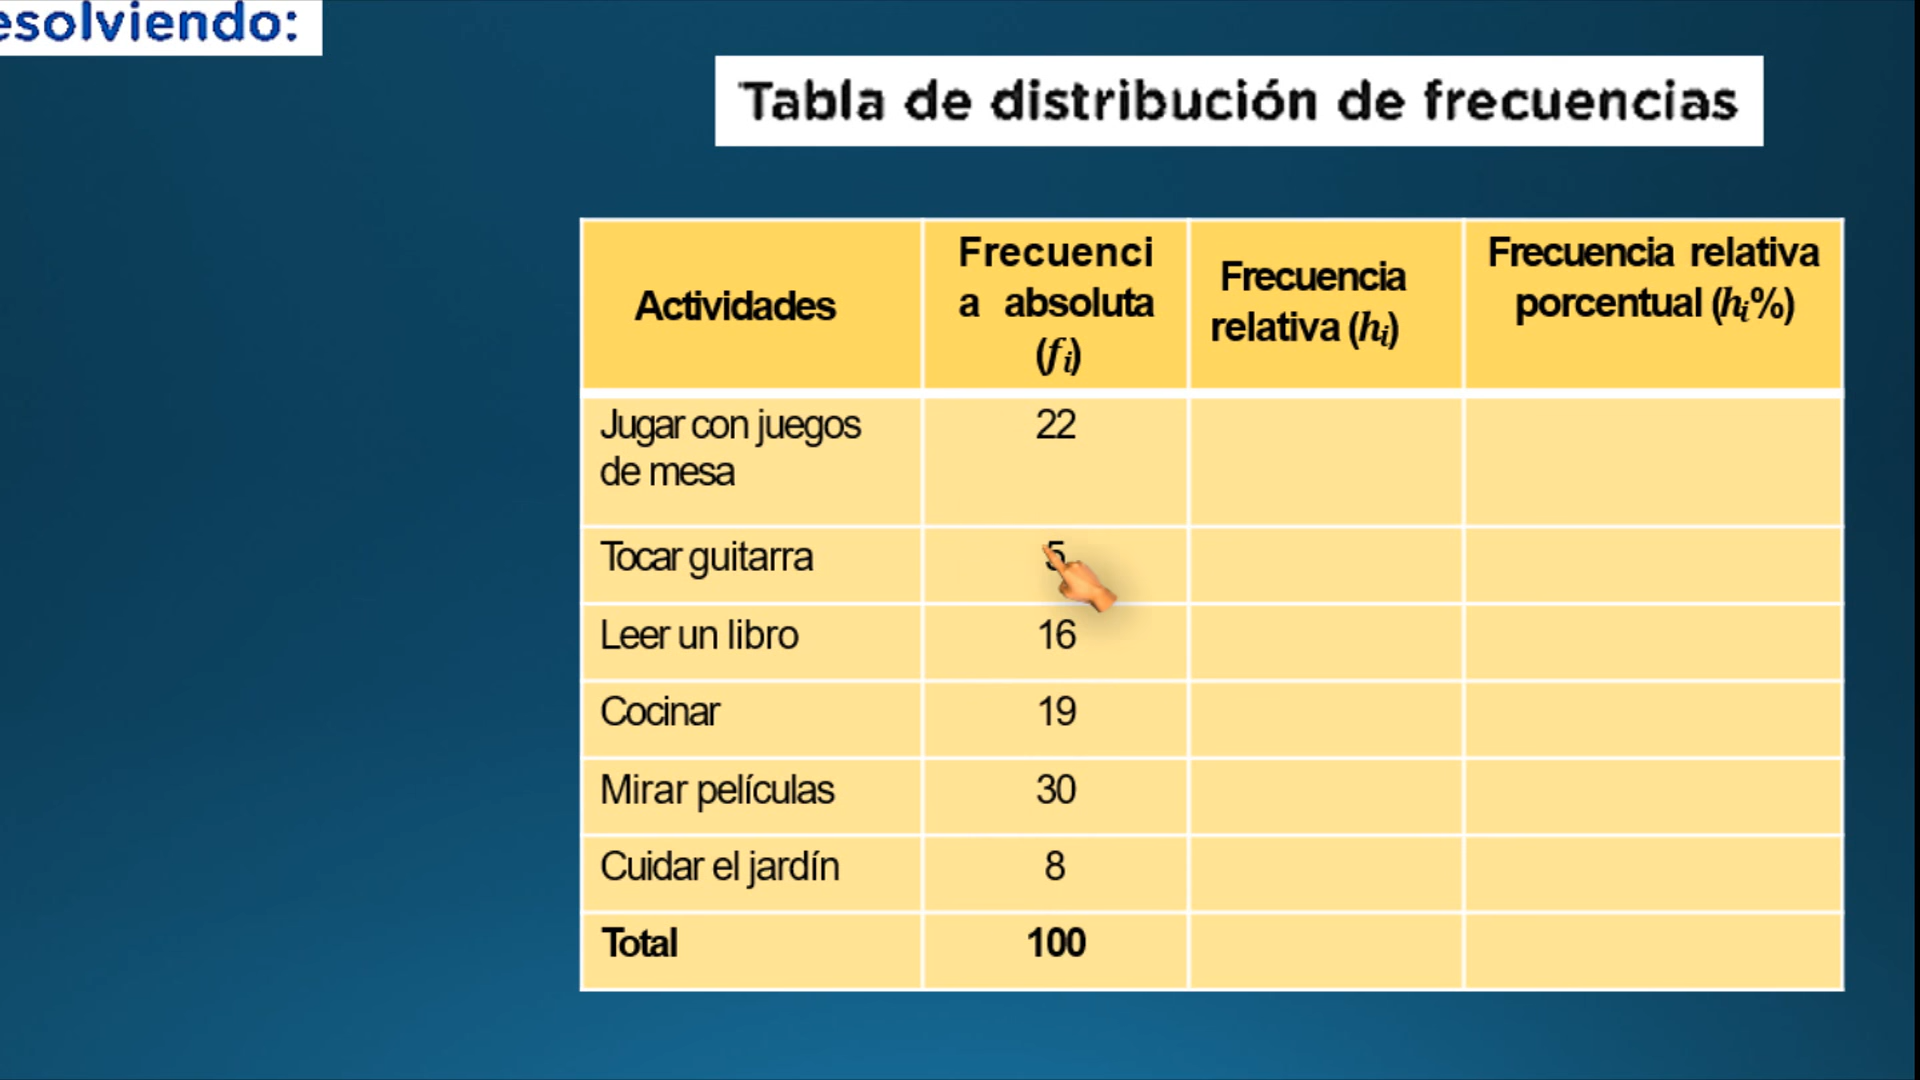 esolviendo:
Tabla de distribución de frecuencias
Actividades
Frecuenci
a absoluta
(fi)
Frecuencia
relativa (hi)
Frecuencia relativa
porcentual (hi%)
Jugar con juegos
de mesa
22
Tocar guitarra
5
Leer un libro
16
Cocinar
19
Mirar películas
30
Cuidar el jardín
8
Total
100